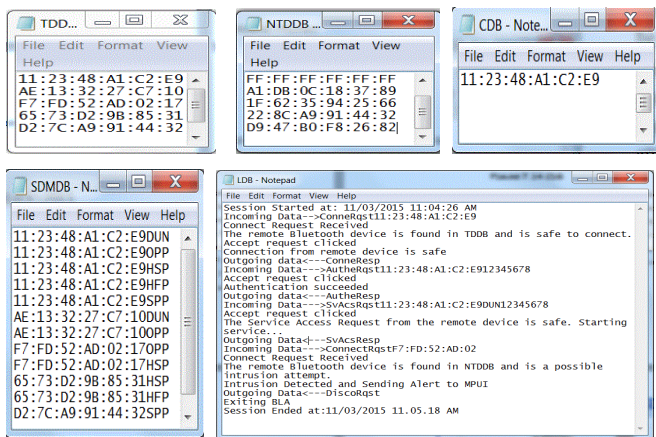 TDD...
File Edit Format View
Help
11:23:48:A1:C2:E9
AE:13:32:27:C7:10
F7:FD:52:AD:02:17
65:73:D2:9B:85:31
D2:7C:A9:91:44:32
NTDDB ...
File Edit Format View
Help
FF:FF:FF:FF:FF:FF
A1:DB:0C:18:37:89
1F:62:35:94:25:66
22:8C:A9:91:44:32
D9:47:B0:F8:26:82
CDB - Note...
File Edit Format View Help
11:23:48:A1:C2:E9
SDMDB - N...
File Edit Format View Help
11:23:48:A1:C2:E9DUN
11:23:48:A1:C2:E9OPP
11:23:48:A1:C2:E9HSP
11:23:48:A1:C2:E9HFP
11:23:48:A1:C2:E9SPP
AE:13:32:27:C7:10DUN
AE:13:32:27:C7:10OPP
F7:FD:52:AD:02:17OPP
F7:FD:52:AD:02:17HSP
65:73:D2:9B:85:31HSP
65:73:D2:9B:85:31HFP
D2:7C:A9:91:44:32SPP
LDB - Notepad
File Edit Format View Help
Session Started at: 11/03/2015 11:04:26 AM
Incoming Data-->ConneRqst11:23:48:A1:C2:E9
Connect Request Received
The remote Bluetooth device is found in TDDB and is safe to connect.
Accept request clicked
Connection from remote device is safe
Outgoing data<---ConneResp
Incoming Data--->AutheRqst11:23:48:A1:C2:E912345678
Accept request clicked
Authentication succeeded
Outgoing data<---AutheResp
Incoming Data--->SvAcsRqst11:23:48:A1:C2:E9DUN12345678
Accept request clicked
The Service Access Request from the remote device is safe. Starting
service...
Outgoing Data<---SvAcsResp
Incoming Data--->ConnectRqstF7:FD:52:AD:02
Connect Request Received
The remote Bluetooth device is found in NTDDB and is a possible
intrusion attempt.
Intrusion Detected and Sending Alert to MPUI
Outgoing Data<---DiscoRqst
Exiting BLA
Session Ended at:11/03/2015 11.05.18 AM